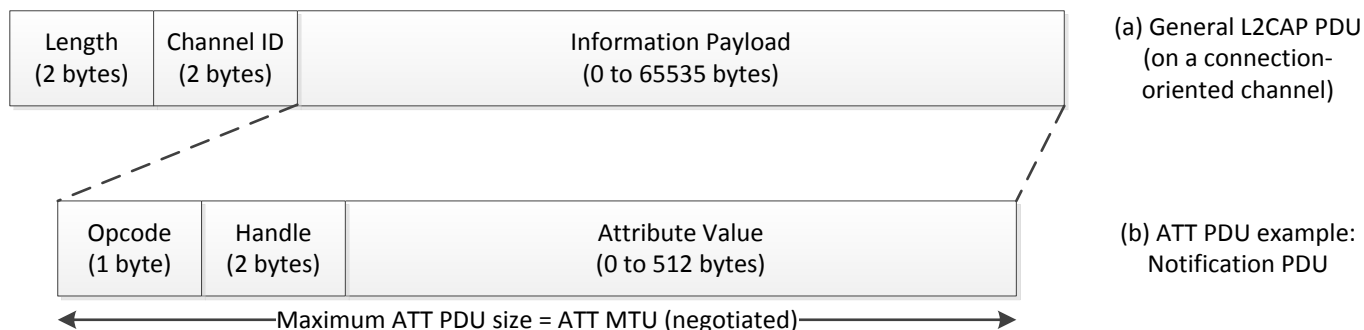 Length
(2 bytes)
Channel ID
(2 bytes)
Information Payload
(0 to 65535 bytes)
(a) General L2CAP PDU
(on a connection-
oriented channel)
Opcode
(1 byte)
Handle
(2 bytes)
Attribute Value
(0 to 512 bytes)
(b) ATT PDU example:
Notification PDU
Maximum ATT PDU size = ATT MTU (negotiated)